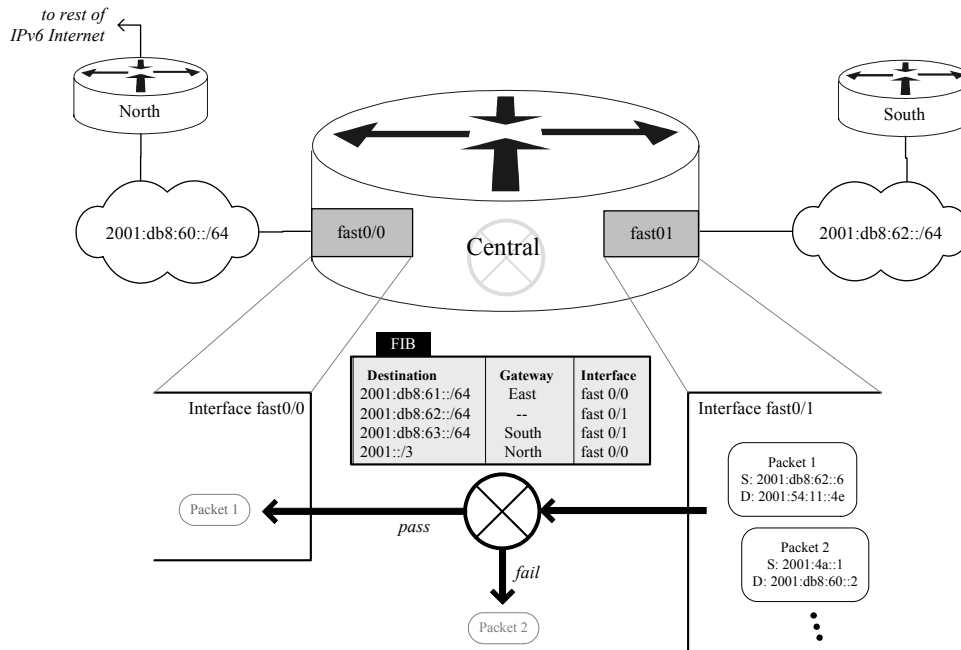 to rest of
IPv6 Internet
North
South
2001:db8:60::/64
fast0/0
Central
fast01
2001:db8:62::/64
FIB
Destination Gateway Interface
2001:db8:61::/64 East fast 0/0
2001:db8:62::/64 -- fast 0/1
2001:db8:63::/64 South fast 0/1
2001::/3 North fast 0/0
Interface fast0/0
Interface fast0/1
Packet 1
S: 2001:db8:62::6
D: 2001:54:11::4e
Packet 1
pass
Packet 2
S: 2001:4a::1
D: 2001:db8:60::2
fail
Packet 2